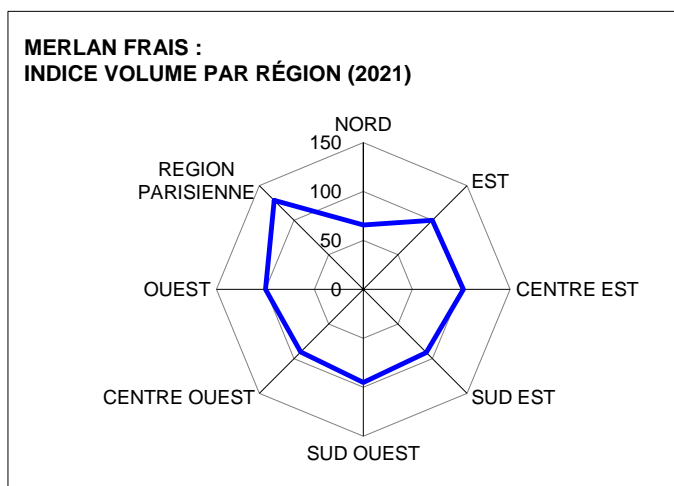 MERLAN FRAIS :
INDICE VOLUME PAR RÉGION (2021)
NORD
150
REGION
PARISIENNE
EST
100
50
OUEST
0
CENTRE EST
CENTRE OUEST
SUD EST
SUD OUEST